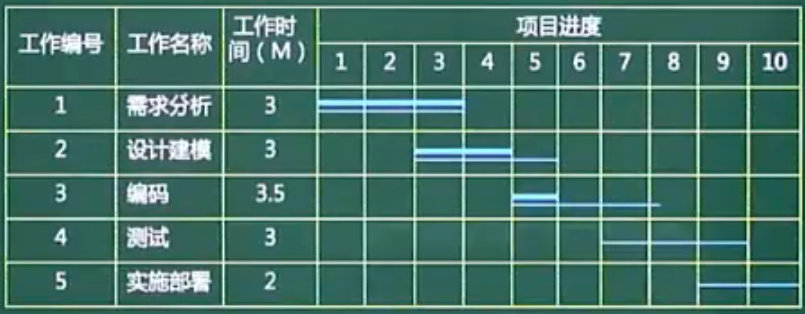 工作编号 工作名称 工作时间(M) 项目进度
1 2 3 4 5 6 7 8 9 10
1 需求分析 3
2 设计建模 3
3 编码 3.5
4 测试 3
5 实施部署 2